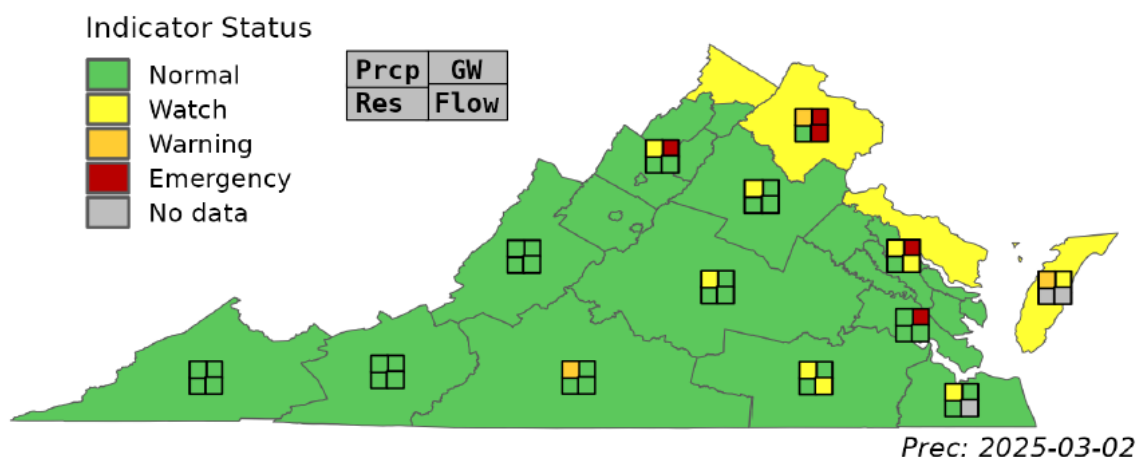 Indicator Status
Normal
Watch
Warning
Emergency
No data
Prcp GW
Res Flow
Prec: 2025-03-02